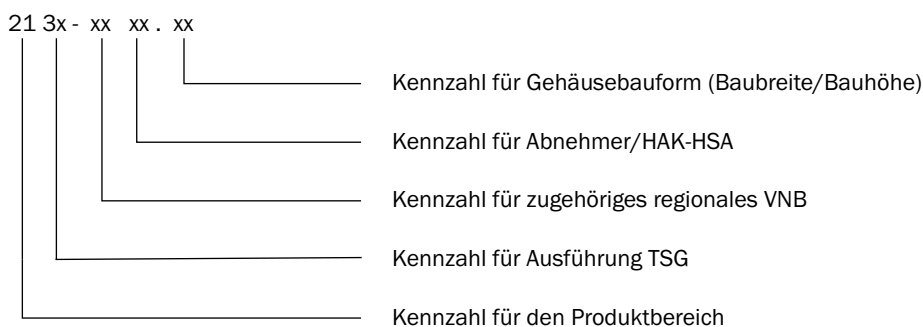 21 3x - xx xx . xx
Kennzahl für Gehäusebauform (Baubreite/Bauhöhe)
Kennzahl für Abnehmer/HAK-HSA
Kennzahl für zugehöriges regionales VNB
Kennzahl für Ausführung TSG
Kennzahl für den Produktbereich